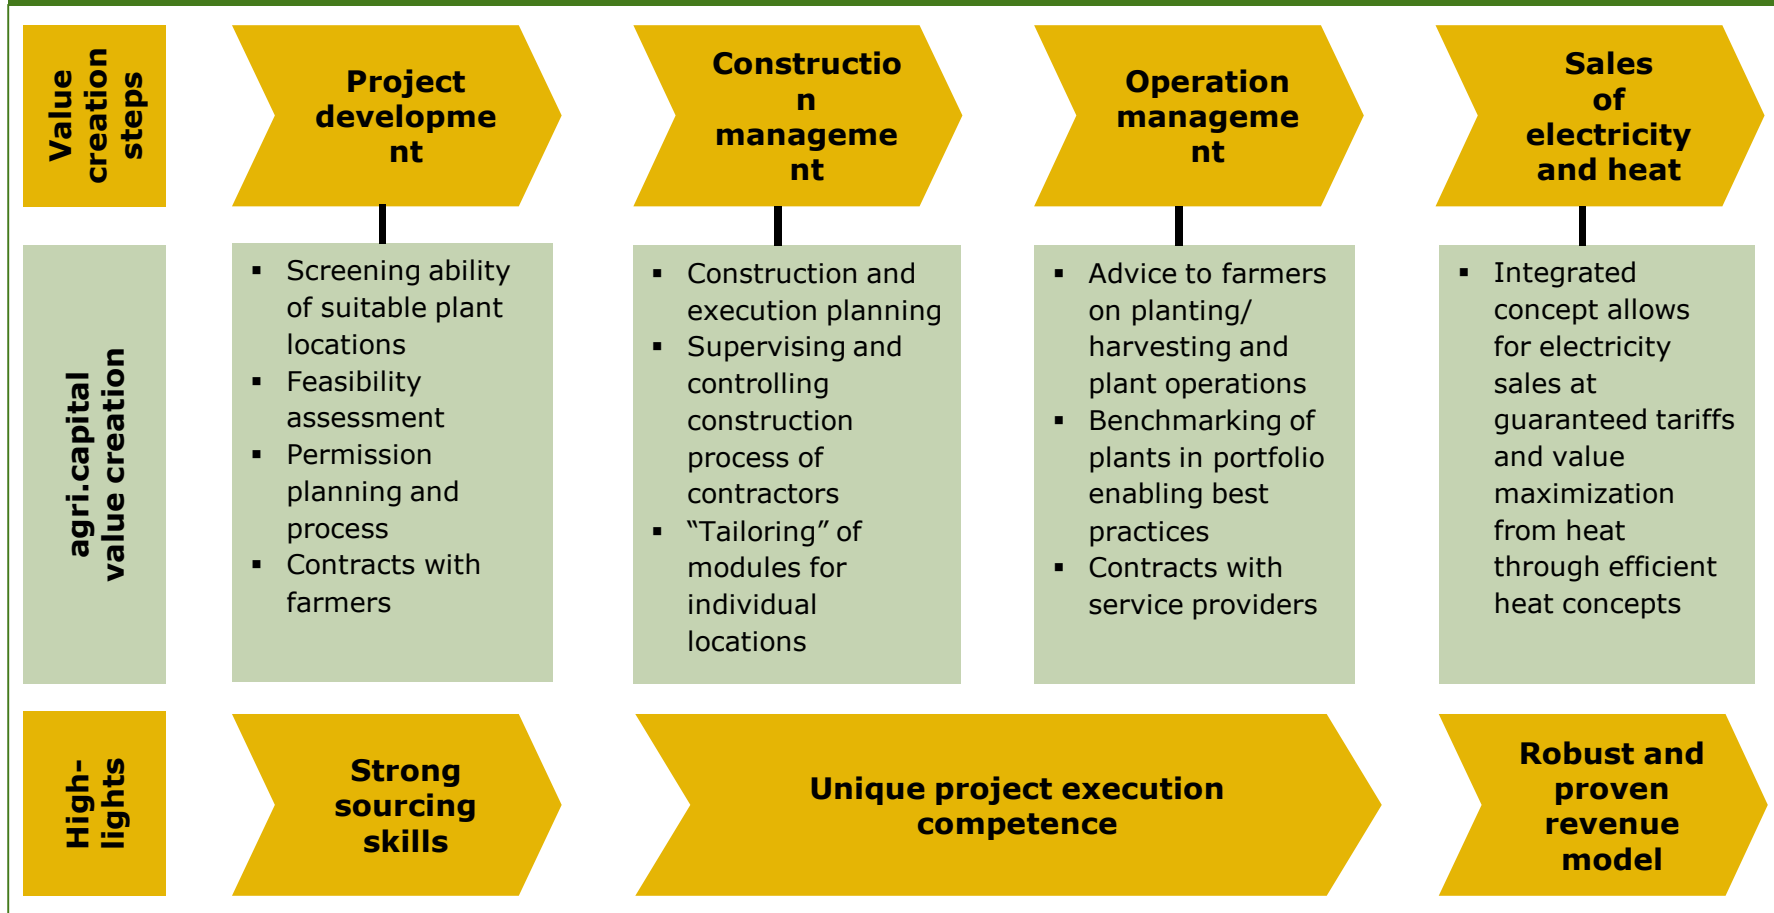 Value
creation
steps
Project
developme
nt
Constructio
n
manageme
nt
Operation
manageme
nt
Sales
of
electricity
and heat
agri.capital
value creation
▪ Screening ability
of suitable plant
locations
▪ Feasibility
assessment
▪ Permission
planning and
process
▪ Contracts with
farmers
▪ Construction and
execution planning
▪ Supervising and
controlling
construction
process of
contractors
▪ “Tailoring” of
modules for
individual
locations
▪ Advice to farmers
on planting/
harvesting and
plant operations
▪ Benchmarking of
plants in portfolio
enabling best
practices
▪ Contracts with
service providers
▪ Integrated
concept allows
for electricity
sales at
guaranteed tariffs
and value
maximization
from heat
through efficient
heat concepts
High-
lights
Strong
sourcing
skills
Unique project execution
competence
Robust and
proven
revenue
model